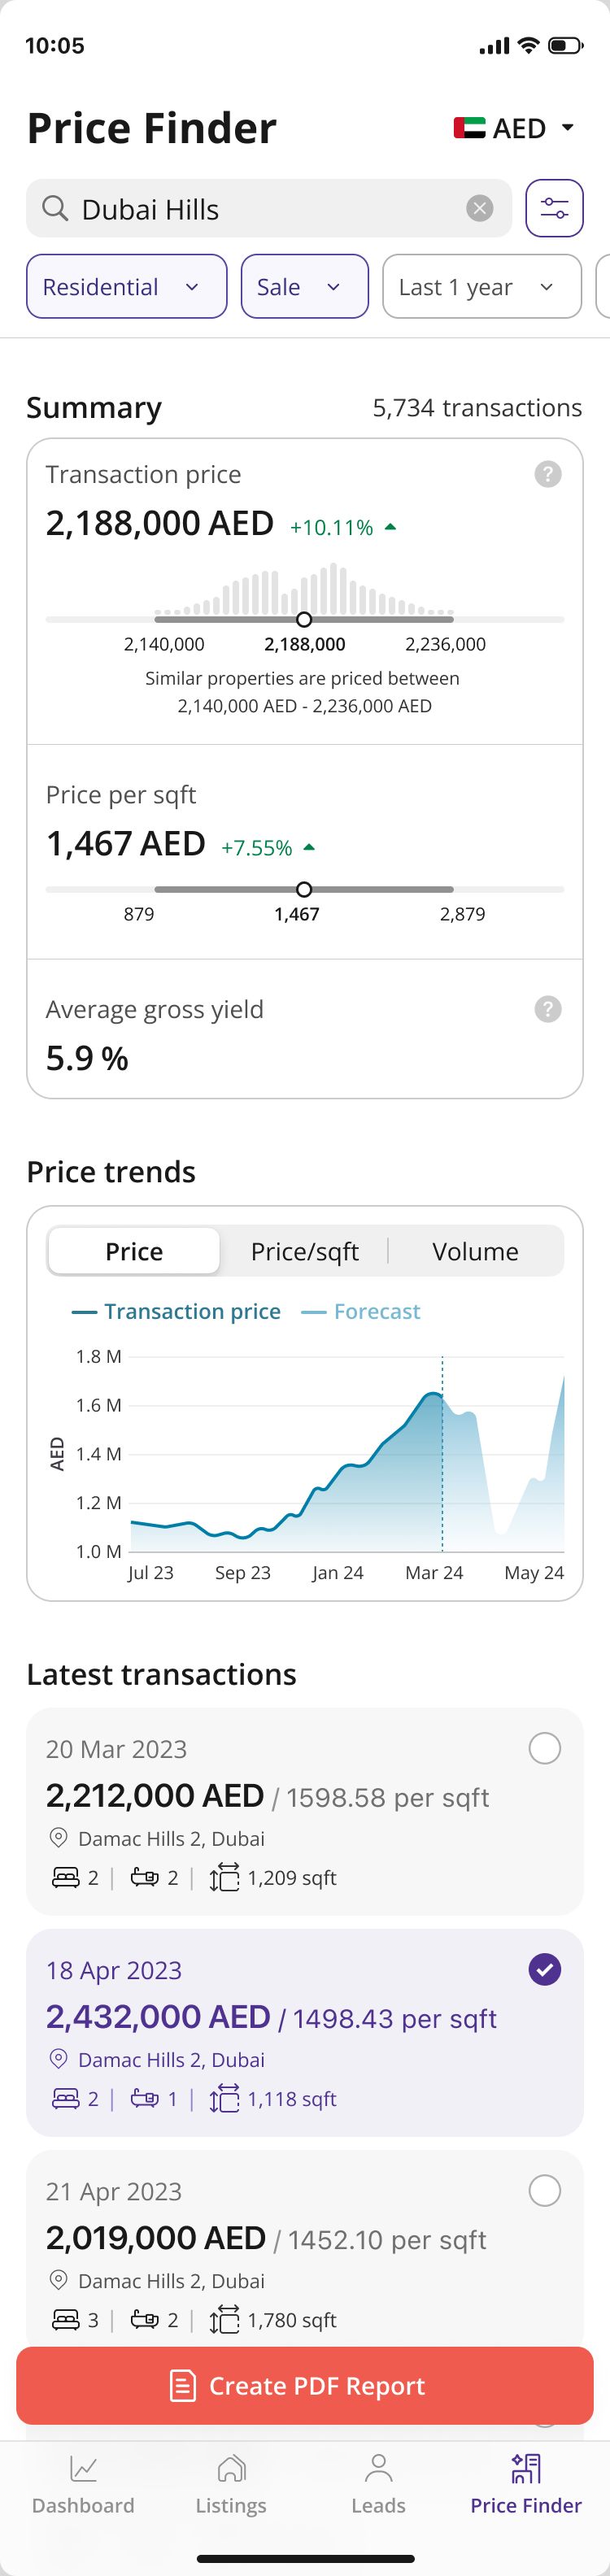 10:05
Price Finder
AED
Dubai Hills
Residential Sale Last 1 year
Summary 5,734 transactions
Transaction price ?
2,188,000 AED +10.11%
2,140,000 2,188,000 2,236,000
Similar properties are priced between
2,140,000 AED - 2,236,000 AED
Price per sqft
1,467 AED +7.55%
879 1,467 2,879
Average gross yield ?
5.9 %
Price trends
Price Price/sqft Volume
Transaction price Forecast
1.8 M
1.6 M
1.4 M
1.2 M
1.0 M
AED
Jul 23 Sep 23 Jan 24 Mar 24 May 24
Latest transactions
20 Mar 2023
2,212,000 AED / 1598.58 per sqft
Damac Hills 2, Dubai
2 | 2 | 1,209 sqft
18 Apr 2023
2,432,000 AED / 1498.43 per sqft
Damac Hills 2, Dubai
2 | 1 | 1,118 sqft
21 Apr 2023
2,019,000 AED / 1452.10 per sqft
Damac Hills 2, Dubai
3 | 2 | 1,780 sqft
Create PDF Report
Dashboard Listings Leads Price Finder